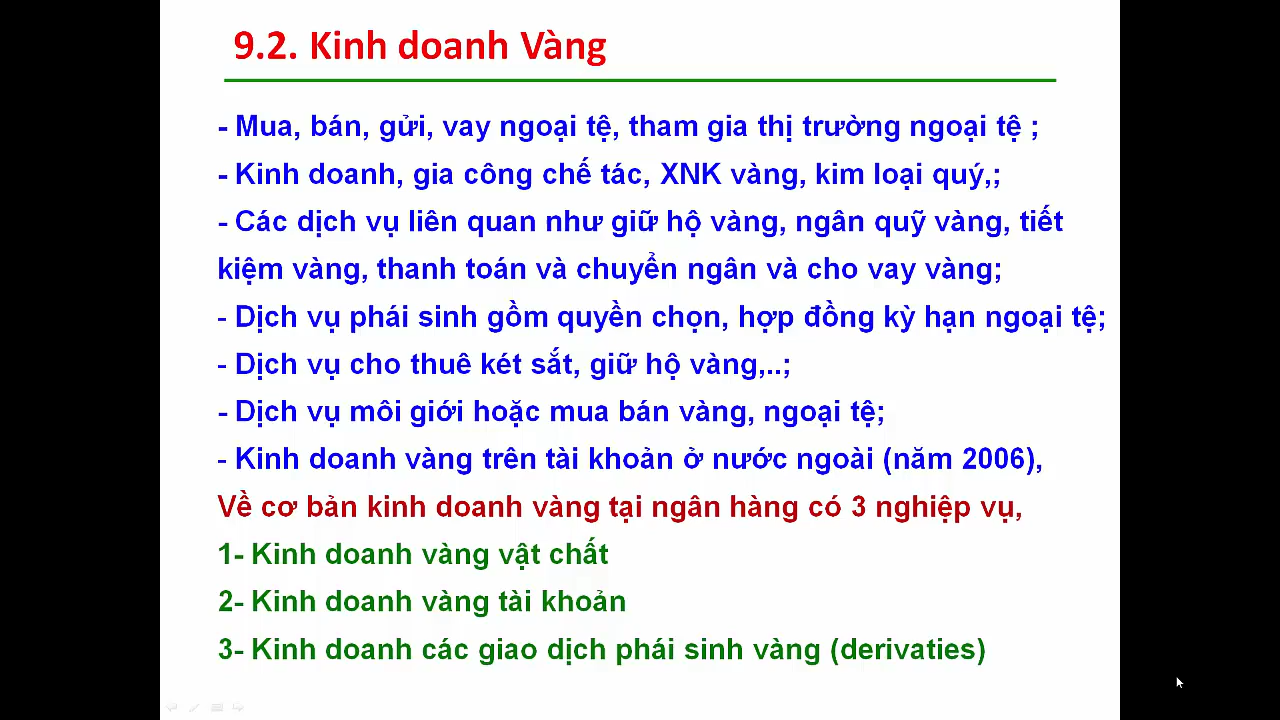 9.2. Kinh doanh Vàng
- Mua, bán, gửi, vay ngoại tệ, tham gia thị trường ngoại tệ ;
- Kinh doanh, gia công chế tác, XNK vàng, kim loại quý,;
- Các dịch vụ liên quan như giữ hộ vàng, ngân quỹ vàng, tiết
kiệm vàng, thanh toán và chuyển ngân và cho vay vàng;
- Dịch vụ phái sinh gồm quyền chọn, hợp đồng kỳ hạn ngoại tệ;
- Dịch vụ cho thuê két sắt, giữ hộ vàng,..;
- Dịch vụ môi giới hoặc mua bán vàng, ngoại tệ;
- Kinh doanh vàng trên tài khoản ở nước ngoài (năm 2006),
Về cơ bản kinh doanh vàng tại ngân hàng có 3 nghiệp vụ,
1- Kinh doanh vàng vật chất
2- Kinh doanh vàng tài khoản
3- Kinh doanh các giao dịch phái sinh vàng (derivaties)